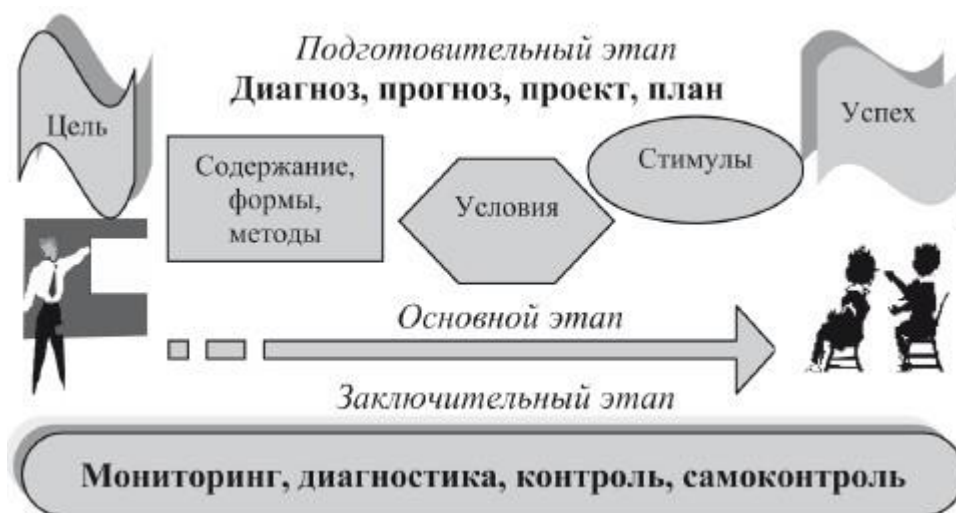 Подготовительный этап
Диагноз, прогноз, проект, план
Цель
Успех
Содержание,
формы,
методы
Условия
Стимулы
Основной этап
Заключительный этап
Мониторинг, диагностика, контроль, самоконтроль